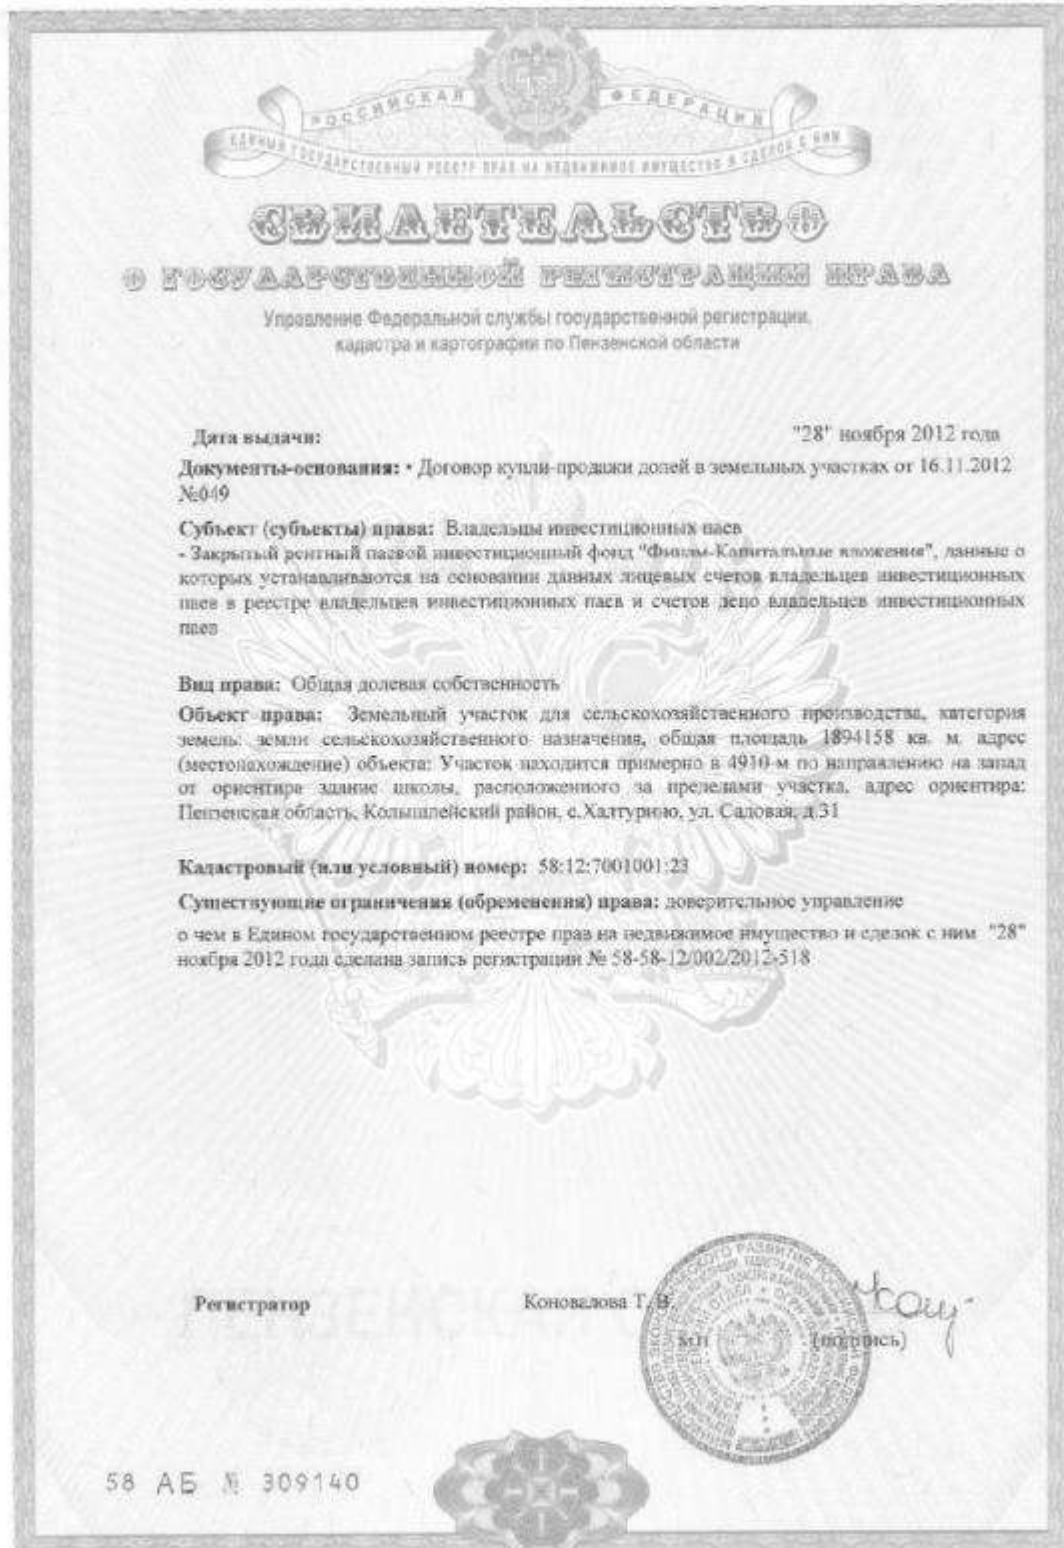 РОССИЙСКАЯ ФЕДЕРАЦИЯ
ЕДИНЫЙ ГОСУДАРСТВЕННЫЙ РЕЕСТР ПРАВ НА НЕДВИЖИМОЕ ИМУЩЕСТВО И СДЕЛОК С НИМ
СВИДЕТЕЛЬСТВО
О ГОСУДАРСТВЕННОЙ РЕГИСТРАЦИИ ПРАВА
Управление Федеральной службы государственной регистрации,
кадастра и картографии по Пензенской области
Дата выдачи: "28" ноября 2012 года
Документы-основания: • Договор купли-продажи долей в земельных участках от 16.11.2012
№049
Субъект (субъекты) права: Владельцы инвестиционных паев
- Закрытый рентный паевой инвестиционный фонд "Финам-Капитальные вложения", данные о
которых устанавливаются на основании данных лицевых счетов владельцев инвестиционных
паев в реестре владельцев инвестиционных паев и счетов депо владельцев инвестиционных
паев
Вид права: Общая долевая собственность
Объект права: Земельный участок для сельскохозяйственного производства, категория
земель: земли сельскохозяйственного назначения, общая площадь 1894158 кв. м, адрес
(местонахождение) объекта: Участок находится примерно в 4910 м по направлению на запад
от ориентира здание школы, расположенного за пределами участка, адрес ориентира:
Пензенская область, Колышлейский район, с.Халтурино, ул. Садовая, д.31
Кадастровый (или условный) номер: 58:12:7001001:23
Существующие ограничения (обременения) права: доверительное управление
о чем в Едином государственном реестре прав на недвижимое имущество и сделок с ним "28"
ноября 2012 года сделана запись регистрации № 58-58-12/002/2012-518
Регистратор Коновалова Т. В.
м.п. (подпись)
58 АБ № 309140